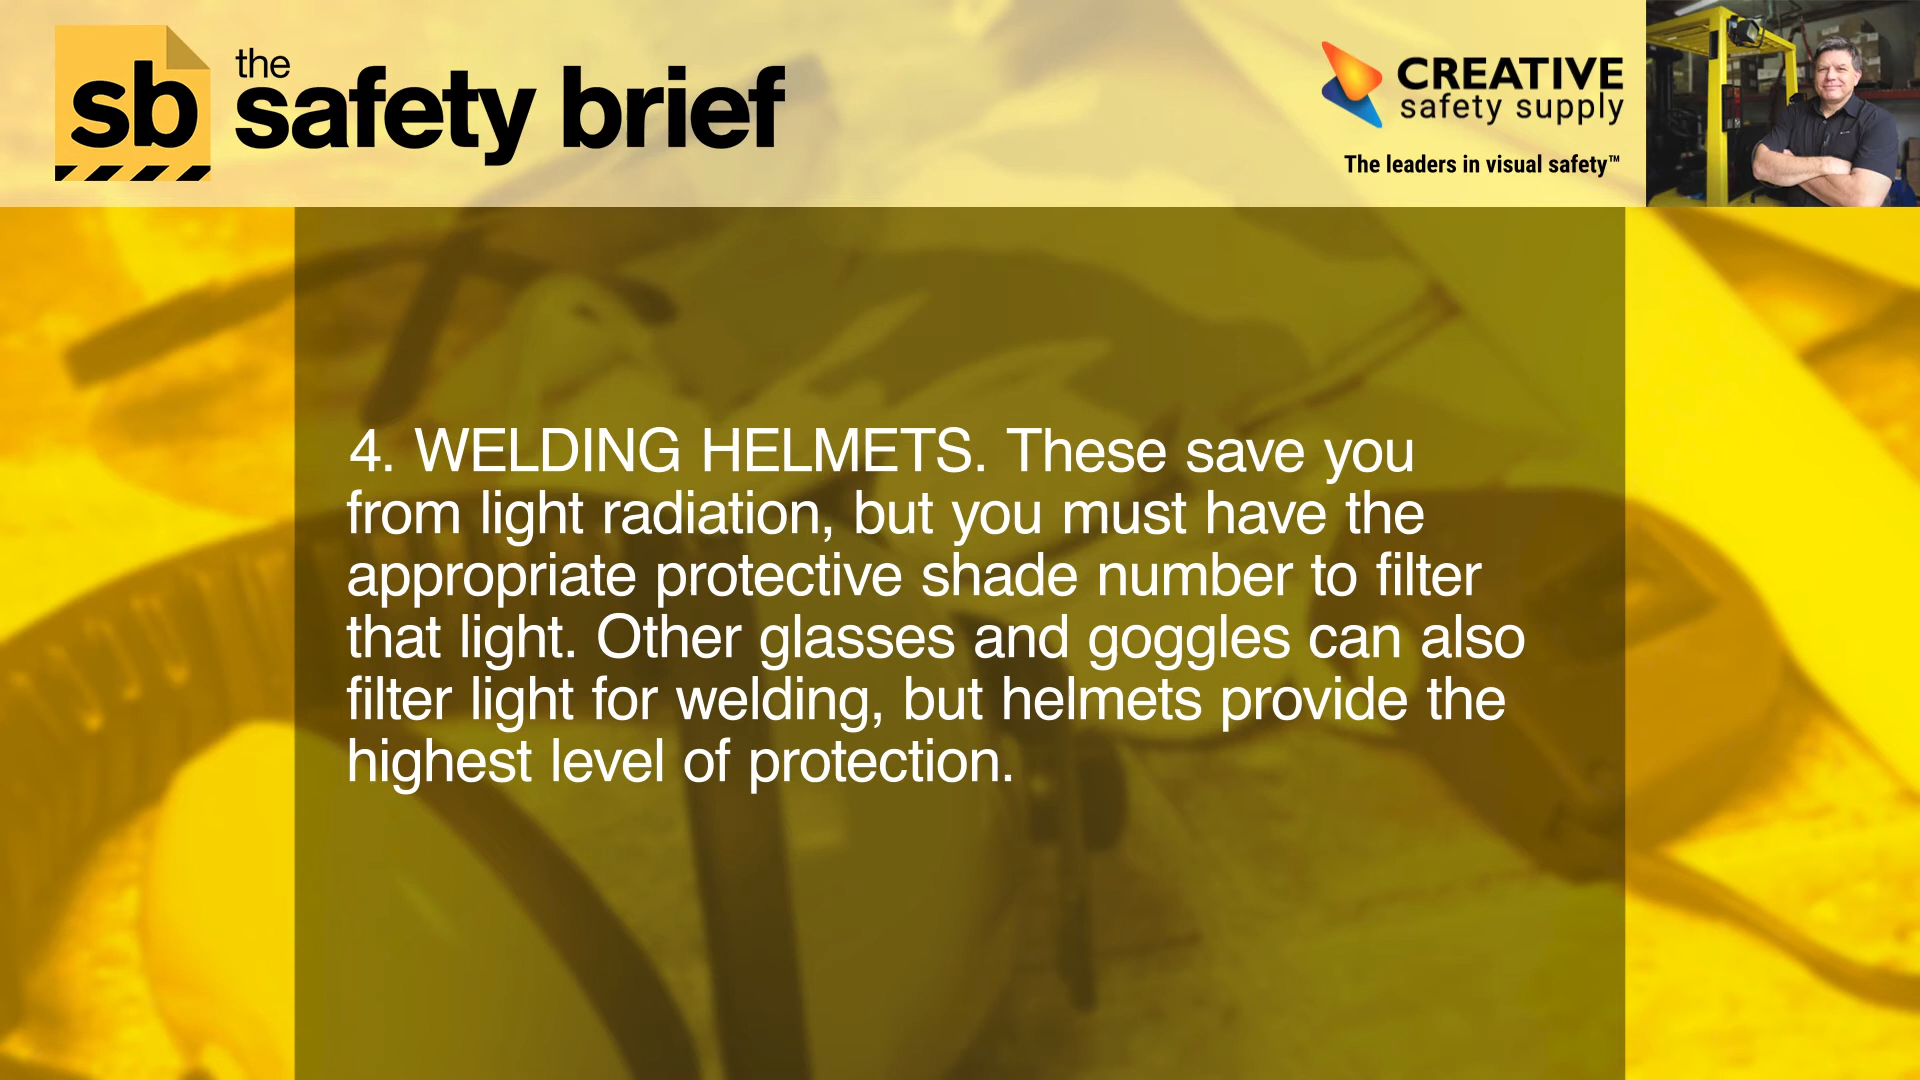 sb
the
safety brief
CREATIVE
safety supply
The leaders in visual safety™
4. WELDING HELMETS. These save you
from light radiation, but you must have the
appropriate protective shade number to filter
that light. Other glasses and goggles can also
filter light for welding, but helmets provide the
highest level of protection.